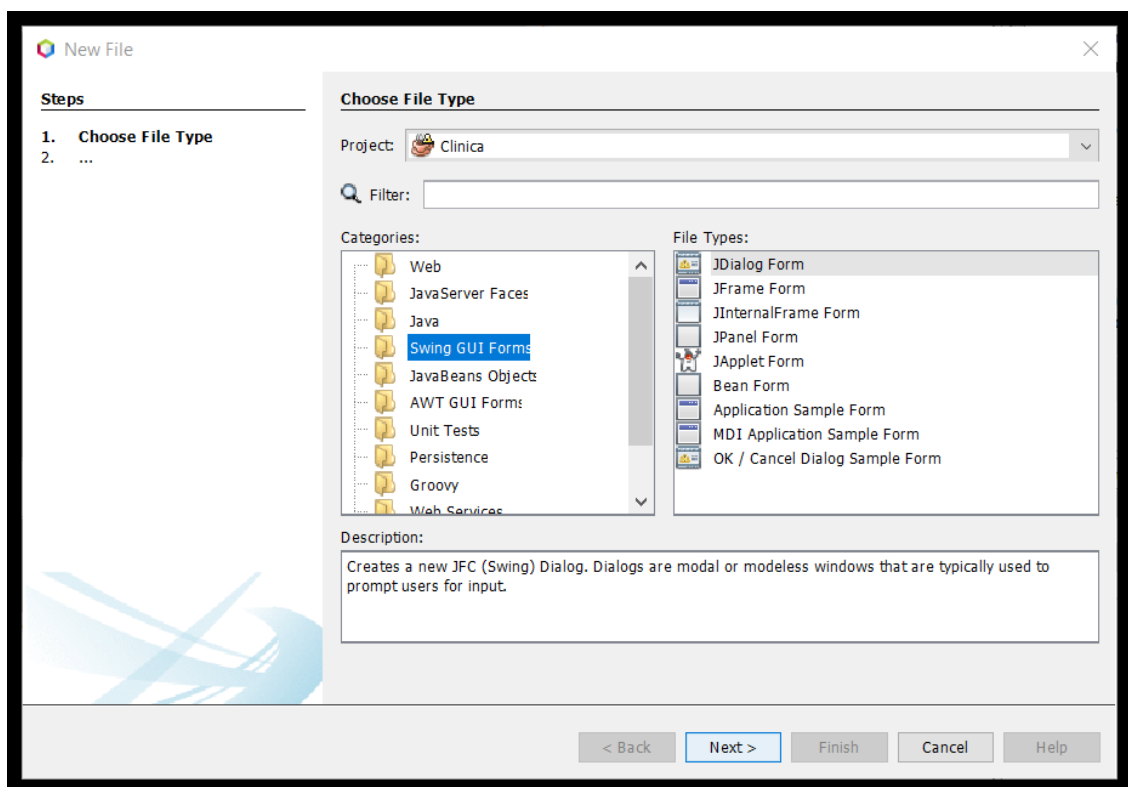 New File
Steps
1. Choose File Type
2. ...
Choose File Type
Project: Clinica
Filter:
Categories:
Web
JavaServer Faces
Java
Swing GUI Forms
JavaBeans Objects
AWT GUI Forms
Unit Tests
Persistence
Groovy
Web Services
File Types:
JDialog Form
JFrame Form
JInternalFrame Form
JPanel Form
JApplet Form
Bean Form
Application Sample Form
MDI Application Sample Form
OK / Cancel Dialog Sample Form
Description:
Creates a new JFC (Swing) Dialog. Dialogs are modal or modeless windows that are typically used to
prompt users for input.
< Back Next > Finish Cancel Help